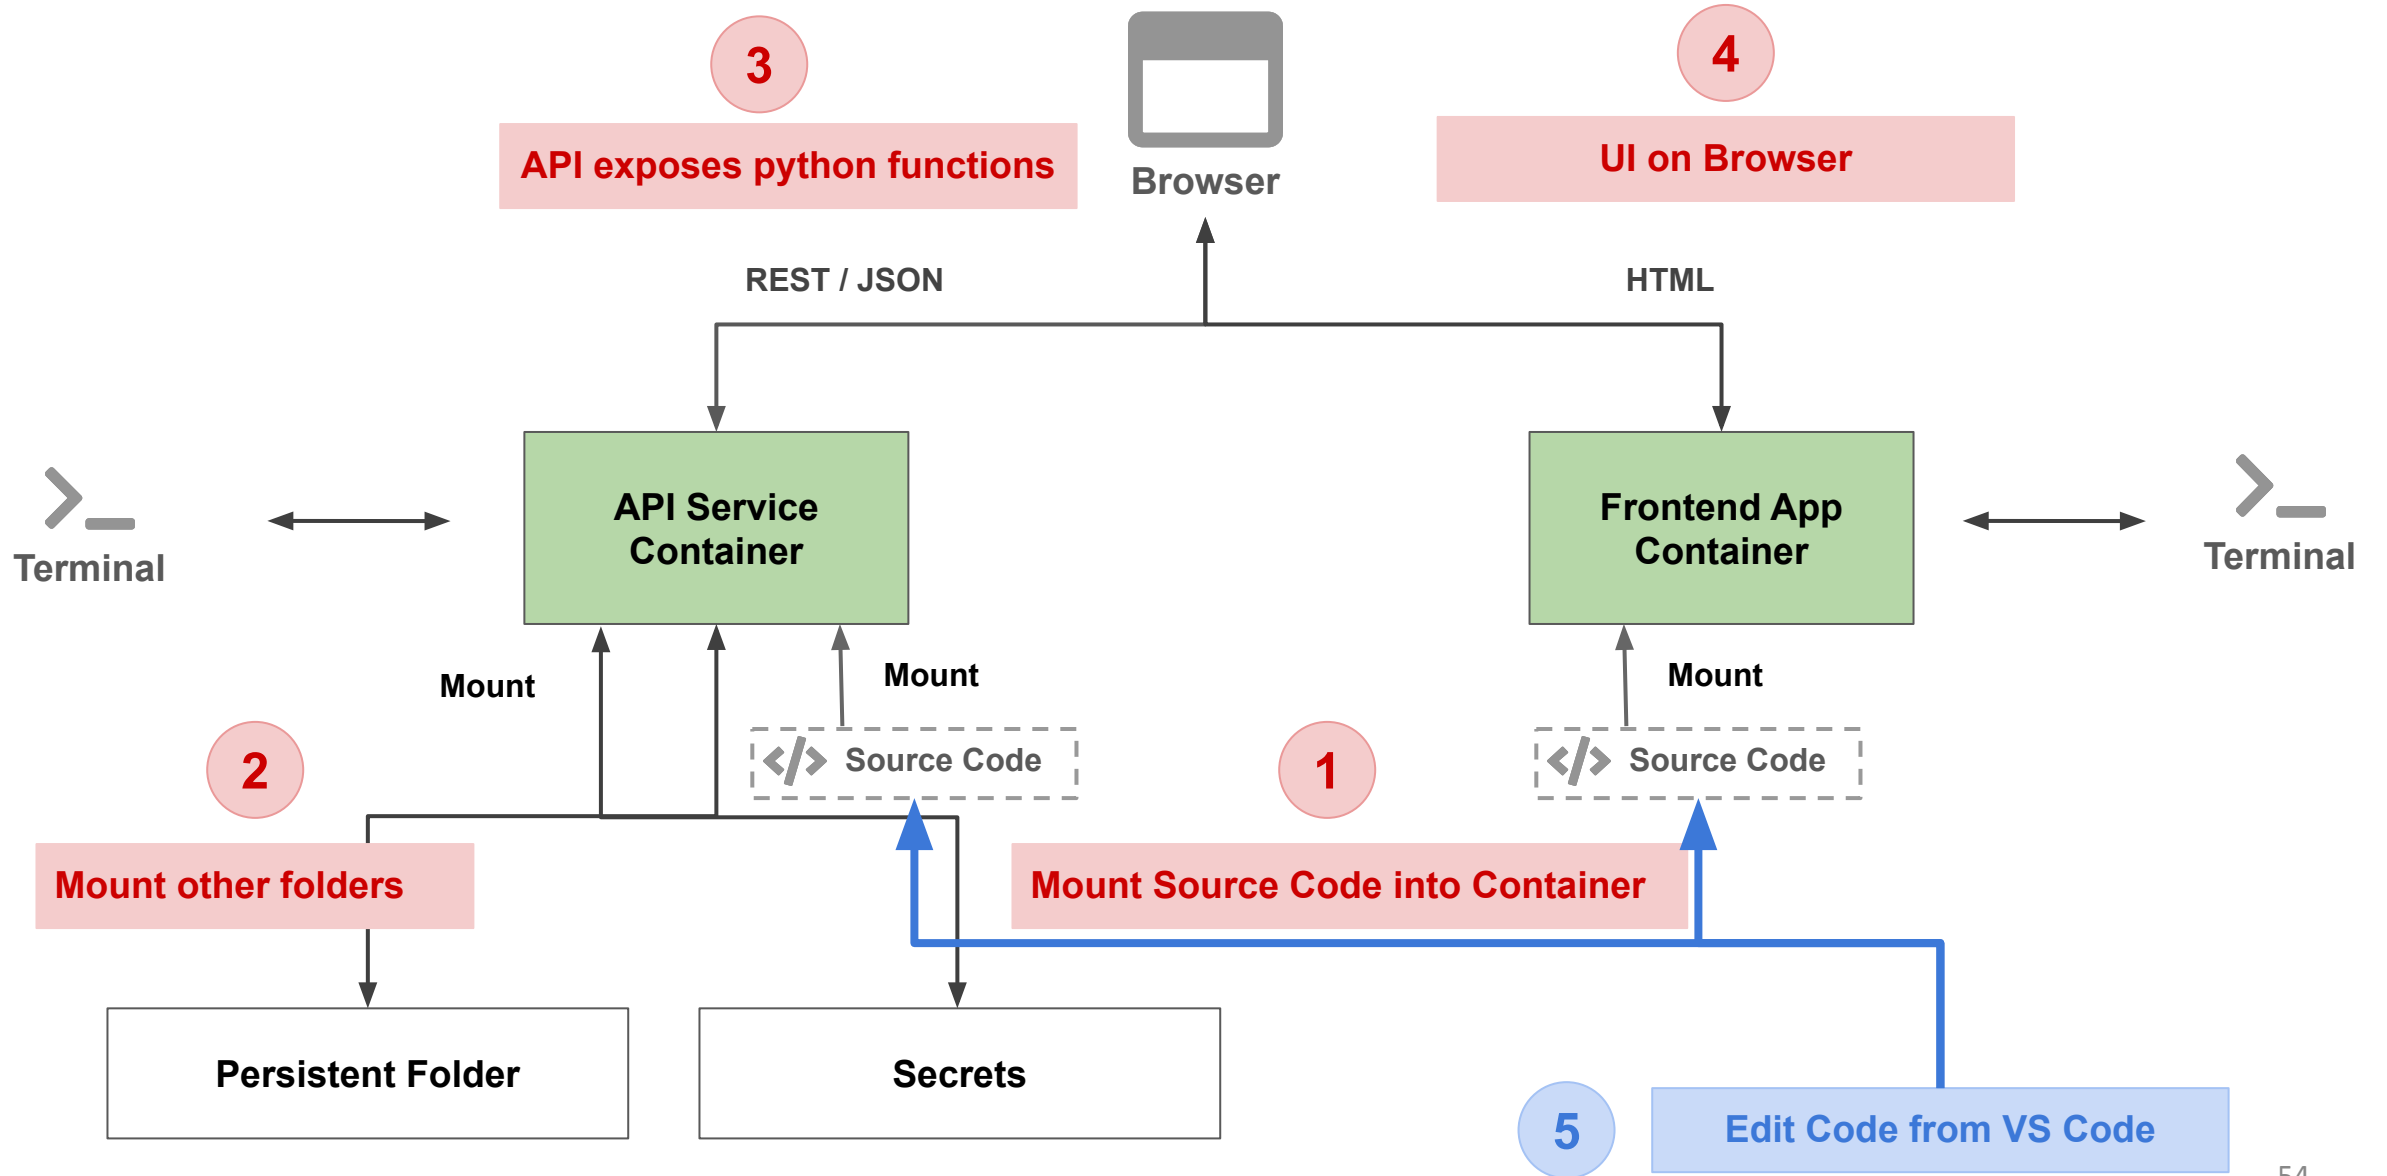 3
4
API exposes python functions
Browser
UI on Browser
REST / JSON
HTML
Terminal
API Service
Container
Frontend App
Container
Terminal
Mount
Mount
Mount
2
Source Code
1
Source Code
Mount other folders
Mount Source Code into Container
Persistent Folder
Secrets
5
Edit Code from VS Code
54